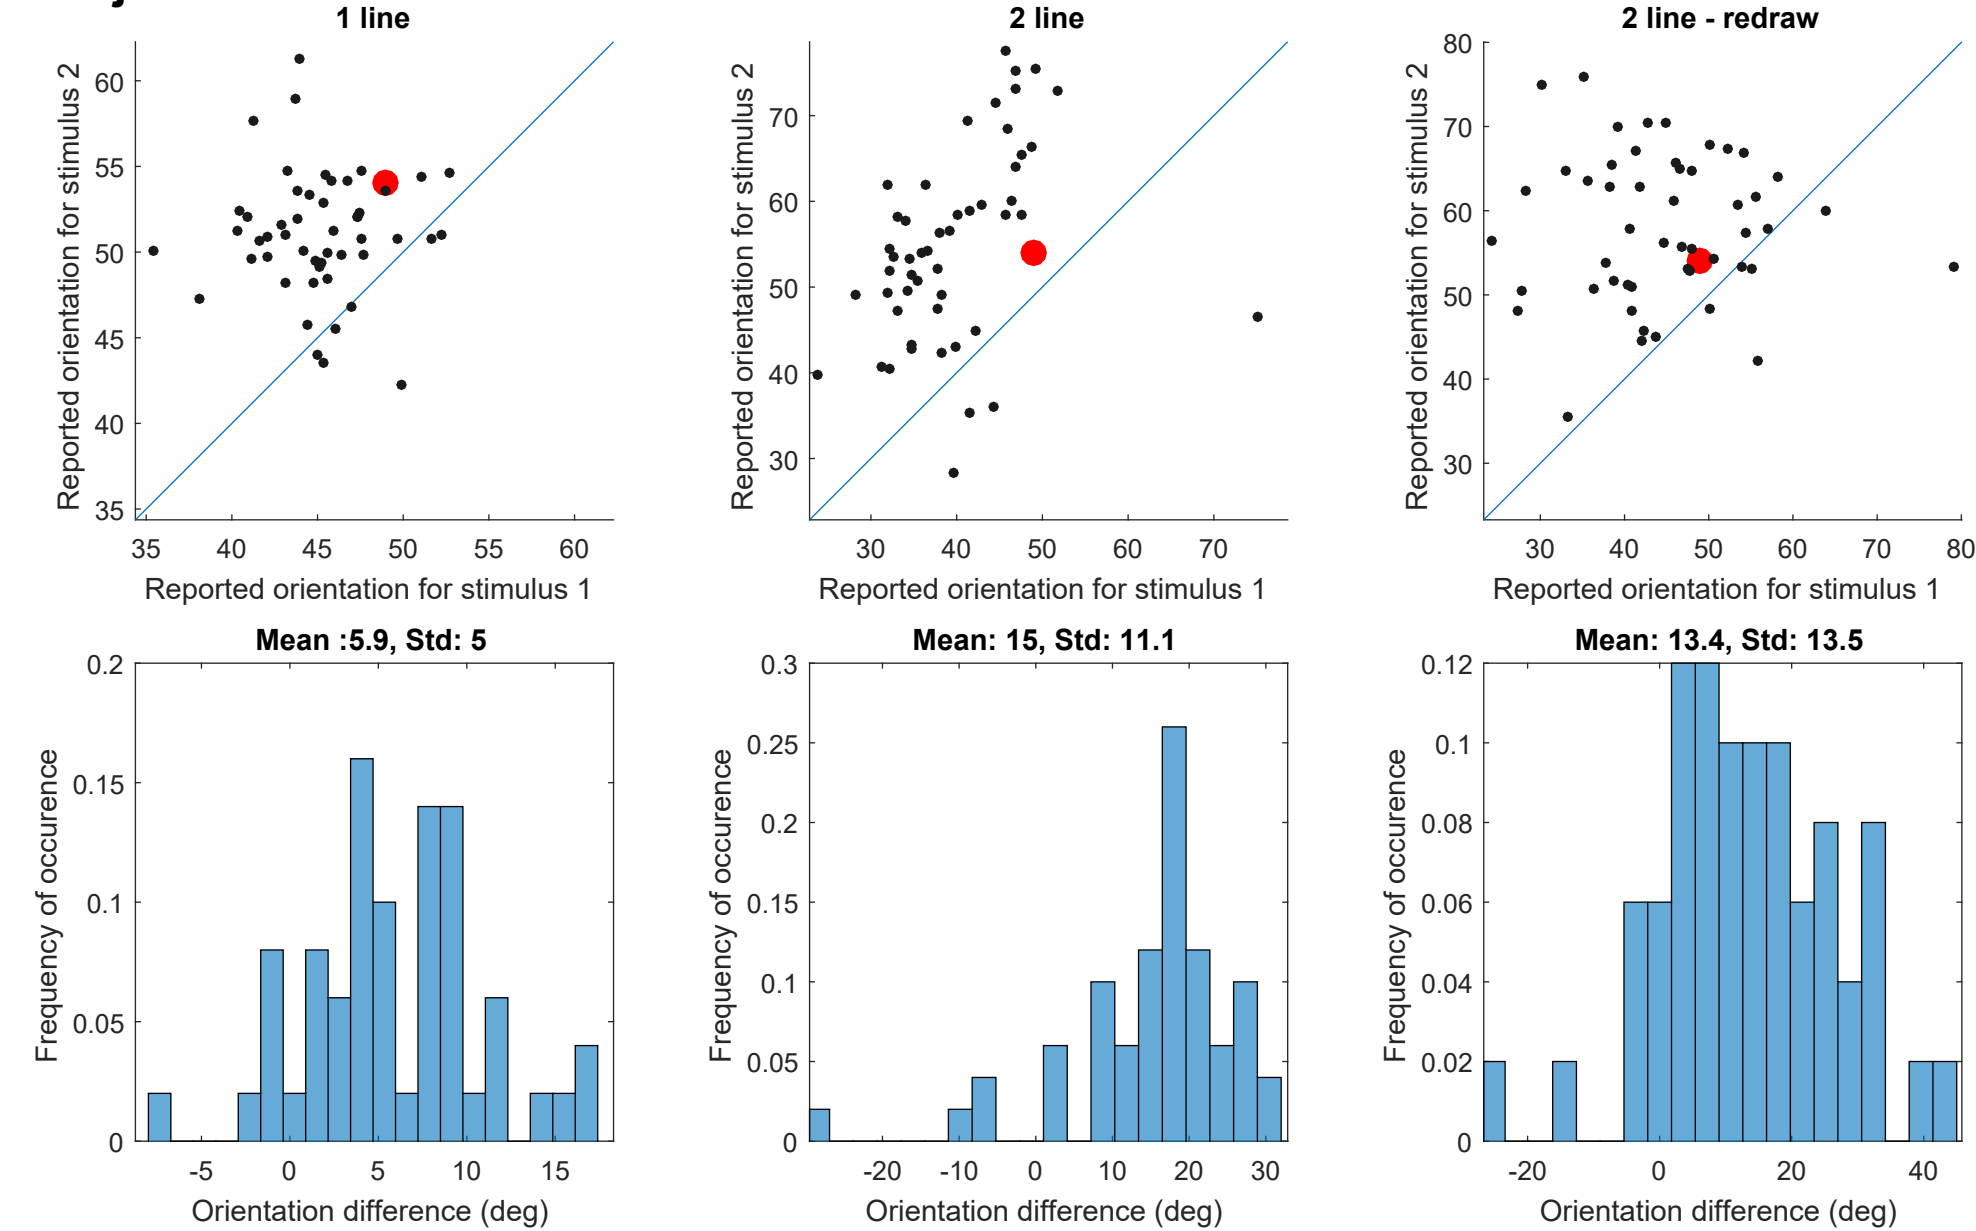 1 line
2 line
2 line - redraw
Reported orientation for stimulus 2
60
55
50
45
40
35
35 40 45 50 55 60
Reported orientation for stimulus 1
Reported orientation for stimulus 2
70
60
50
40
30
30 40 50 60 70
Reported orientation for stimulus 1
Reported orientation for stimulus 2
80
70
60
50
40
30
30 40 50 60 70 80
Reported orientation for stimulus 1
Mean :5.9, Std: 5
Frequency of occurence
0.2
0.15
0.1
0.05
0
-5 0 5 10 15
Orientation difference (deg)
Mean: 15, Std: 11.1
Frequency of occurence
0.3
0.25
0.2
0.15
0.1
0.05
0
-20 -10 0 10 20 30
Orientation difference (deg)
Mean: 13.4, Std: 13.5
Frequency of occurence
0.12
0.1
0.08
0.06
0.04
0.02
0
-20 0 20 40
Orientation difference (deg)